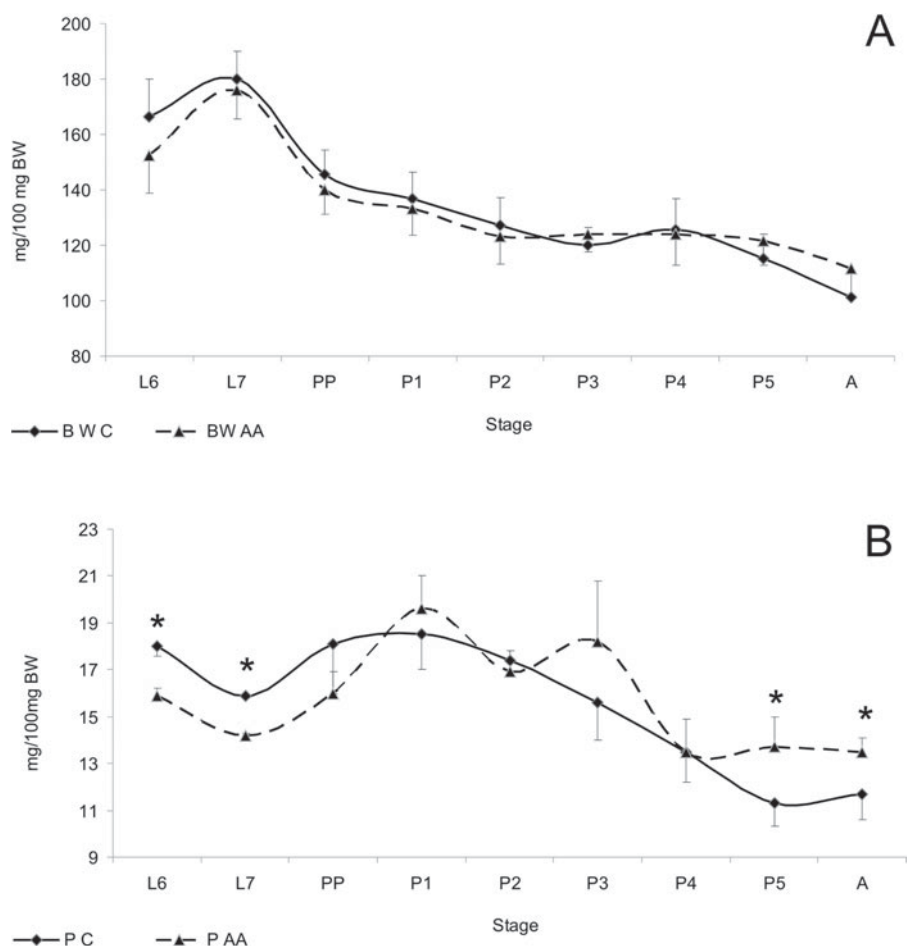 A
200
180
160
140
120
100
80
mg/100 mg BW
L6 L7 PP P1 P2 P3 P4 P5 A
Stage
B W C BW AA
B
23
21
19
17
15
13
11
9
mg/100mg BW
* * * *
L6 L7 PP P1 P2 P3 P4 P5 A
Stage
P C P AA